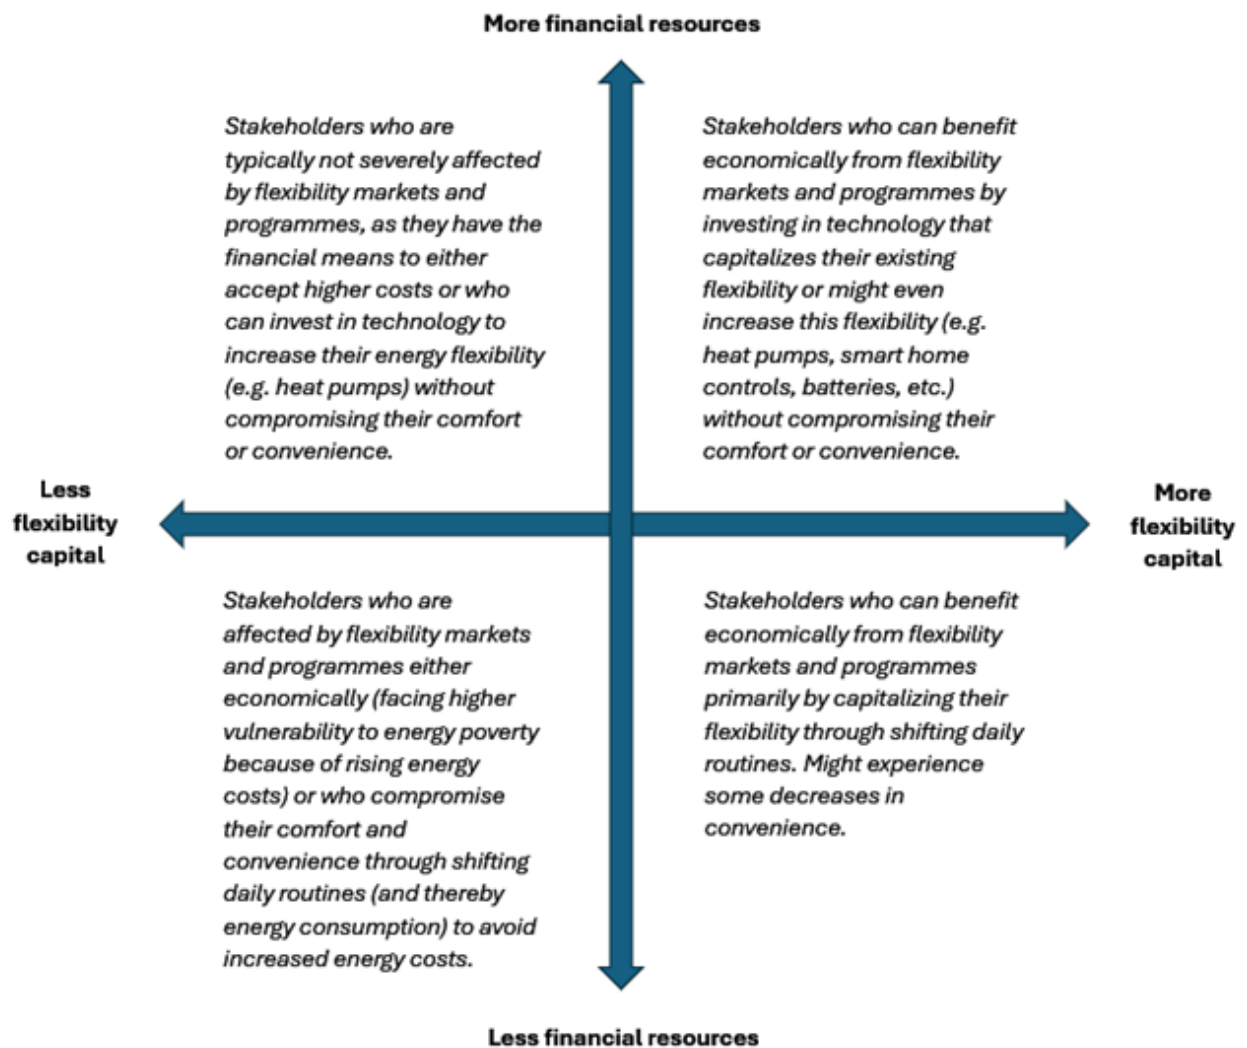 More financial resources
Stakeholders who are
typically not severely affected
by flexibility markets and
programmes, as they have the
financial means to either
accept higher costs or who
can invest in technology to
increase their energy flexibility
(e.g. heat pumps) without
compromising their comfort
or convenience.
Stakeholders who can benefit
economically from flexibility
markets and programmes by
investing in technology that
capitalizes their existing
flexibility or might even
increase this flexibility (e.g.
heat pumps, smart home
controls, batteries, etc.)
without compromising their
comfort or convenience.
Less
flexibility
capital
More
flexibility
capital
Stakeholders who are
affected by flexibility markets
and programmes either
economically (facing higher
vulnerability to energy poverty
because of rising energy
costs) or who compromise
their comfort and
convenience through shifting
daily routines (and thereby
energy consumption) to avoid
increased energy costs.
Stakeholders who can benefit
economically from flexibility
markets and programmes
primarily by capitalizing their
flexibility through shifting daily
routines. Might experience
some decreases in
convenience.
Less financial resources